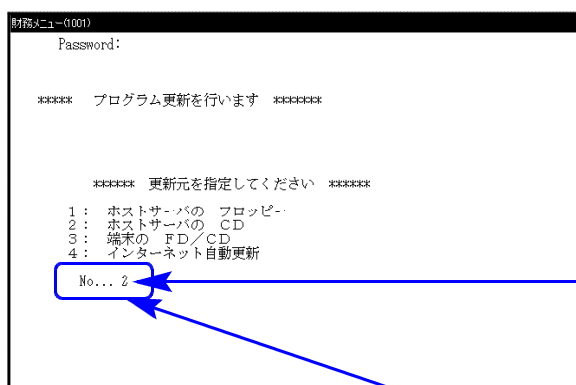 財務メニュー(1001)
Password:
***** プログラム更新を行います *******
****** 更新元を指定してください ******
1: ホストサーバの フロッピー
2: ホストサーバの CD
3: 端末の FD/CD
4: インターネット自動更新
No... 2